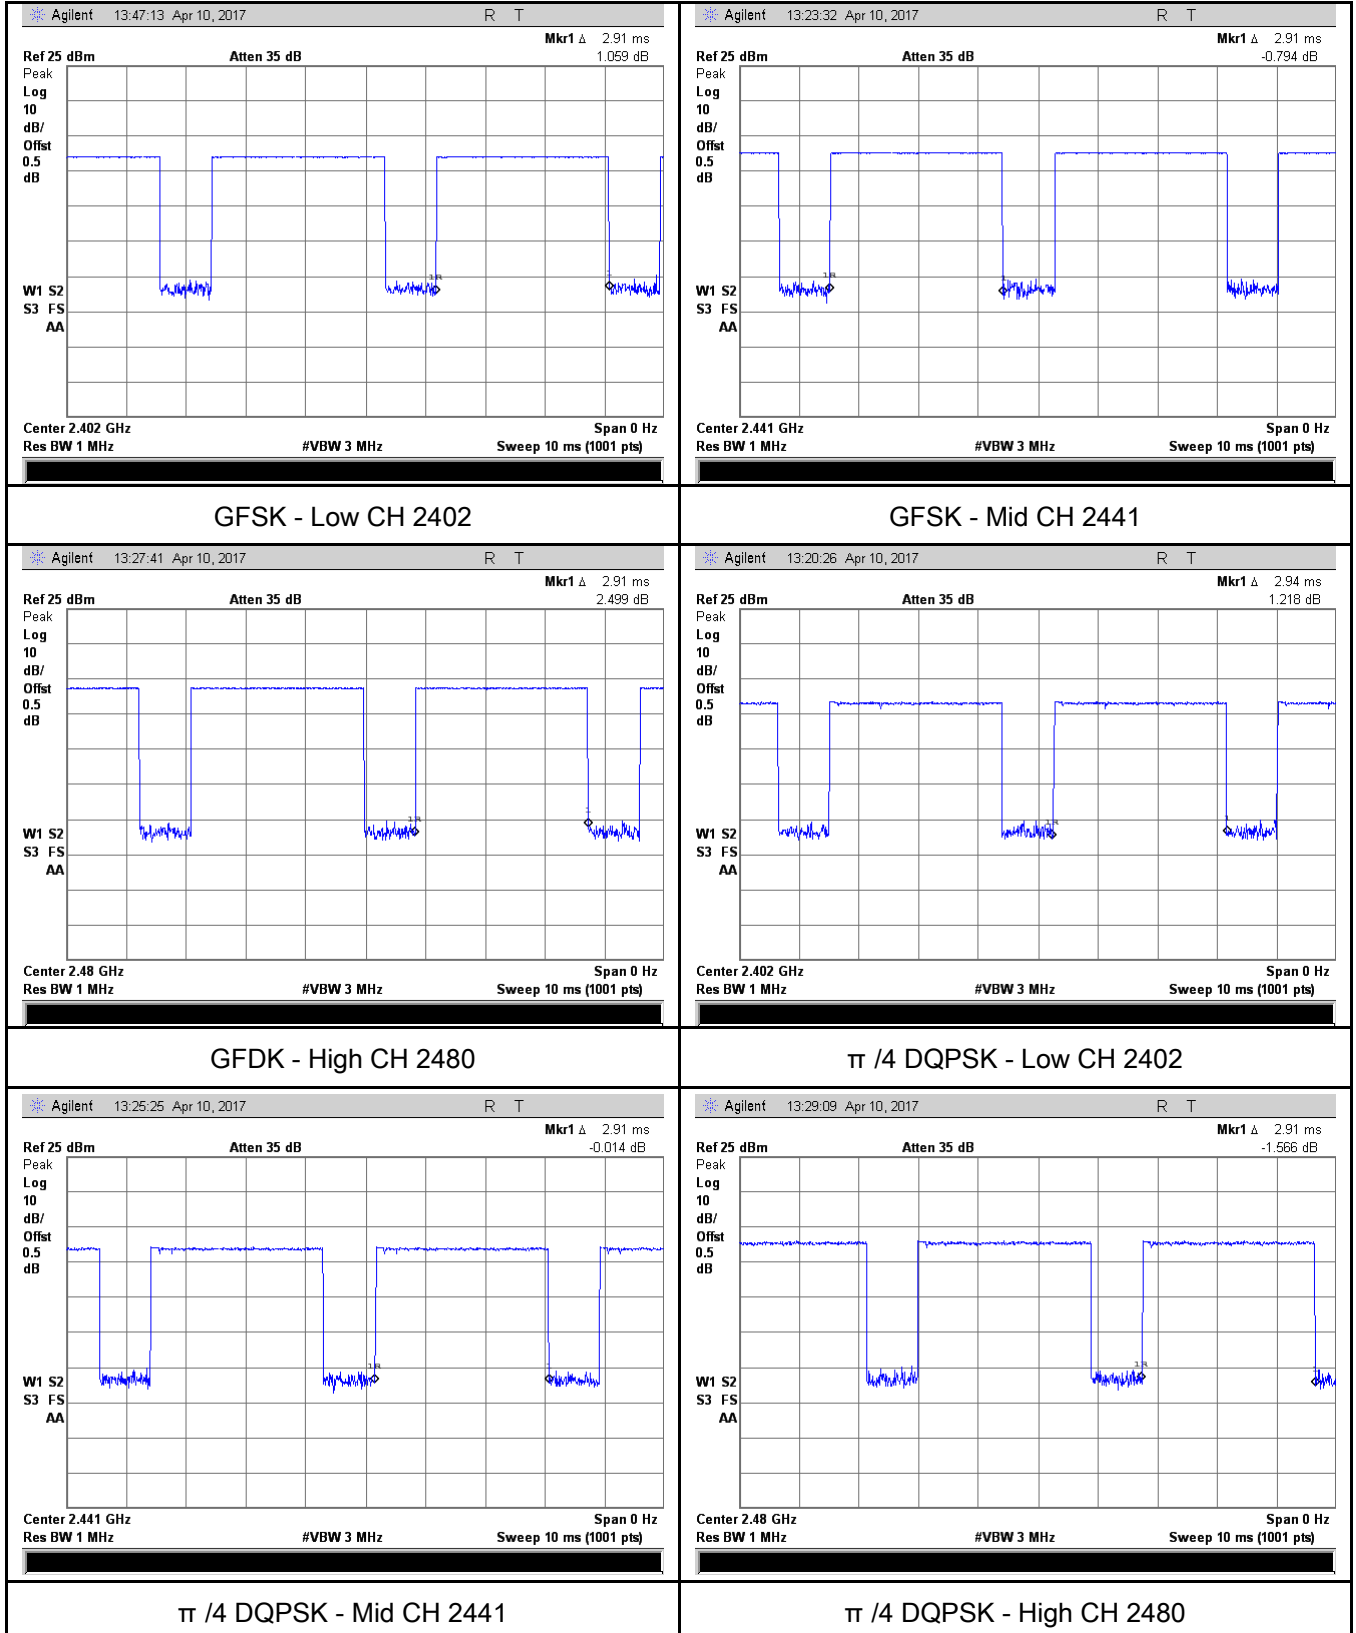 Agilent 13:47:13 Apr 10, 2017 R T
Mkr1 Δ 2.91 ms
Ref 25 dBm Atten 35 dB 1.059 dB
Peak
Log
10
dB/
Offst
0.5
dB
W1 S2
S3 FS
AA
1R
1
Center 2.402 GHz Span 0 Hz
Res BW 1 MHz #VBW 3 MHz Sweep 10 ms (1001 pts)
GFSK - Low CH 2402
Agilent 13:23:32 Apr 10, 2017 R T
Mkr1 Δ 2.91 ms
Ref 25 dBm Atten 35 dB -0.794 dB
Peak
Log
10
dB/
Offst
0.5
dB
W1 S2
S3 FS
AA
1R
1
Center 2.441 GHz Span 0 Hz
Res BW 1 MHz #VBW 3 MHz Sweep 10 ms (1001 pts)
GFSK - Mid CH 2441
Agilent 13:27:41 Apr 10, 2017 R T
Mkr1 Δ 2.91 ms
Ref 25 dBm Atten 35 dB 2.499 dB
Peak
Log
10
dB/
Offst
0.5
dB
W1 S2
S3 FS
AA
1R
1
Center 2.48 GHz Span 0 Hz
Res BW 1 MHz #VBW 3 MHz Sweep 10 ms (1001 pts)
GFDK - High CH 2480
Agilent 13:20:26 Apr 10, 2017 R T
Mkr1 Δ 2.94 ms
Ref 25 dBm Atten 35 dB 1.218 dB
Peak
Log
10
dB/
Offst
0.5
dB
W1 S2
S3 FS
AA
1R
1
Center 2.402 GHz Span 0 Hz
Res BW 1 MHz #VBW 3 MHz Sweep 10 ms (1001 pts)
π /4 DQPSK - Low CH 2402
Agilent 13:25:25 Apr 10, 2017 R T
Mkr1 Δ 2.91 ms
Ref 25 dBm Atten 35 dB -0.014 dB
Peak
Log
10
dB/
Offst
0.5
dB
W1 S2
S3 FS
AA
1R
1
Center 2.441 GHz Span 0 Hz
Res BW 1 MHz #VBW 3 MHz Sweep 10 ms (1001 pts)
π /4 DQPSK - Mid CH 2441
Agilent 13:29:09 Apr 10, 2017 R T
Mkr1 Δ 2.91 ms
Ref 25 dBm Atten 35 dB -1.566 dB
Peak
Log
10
dB/
Offst
0.5
dB
W1 S2
S3 FS
AA
1R
1
Center 2.48 GHz Span 0 Hz
Res BW 1 MHz #VBW 3 MHz Sweep 10 ms (1001 pts)
π /4 DQPSK - High CH 2480